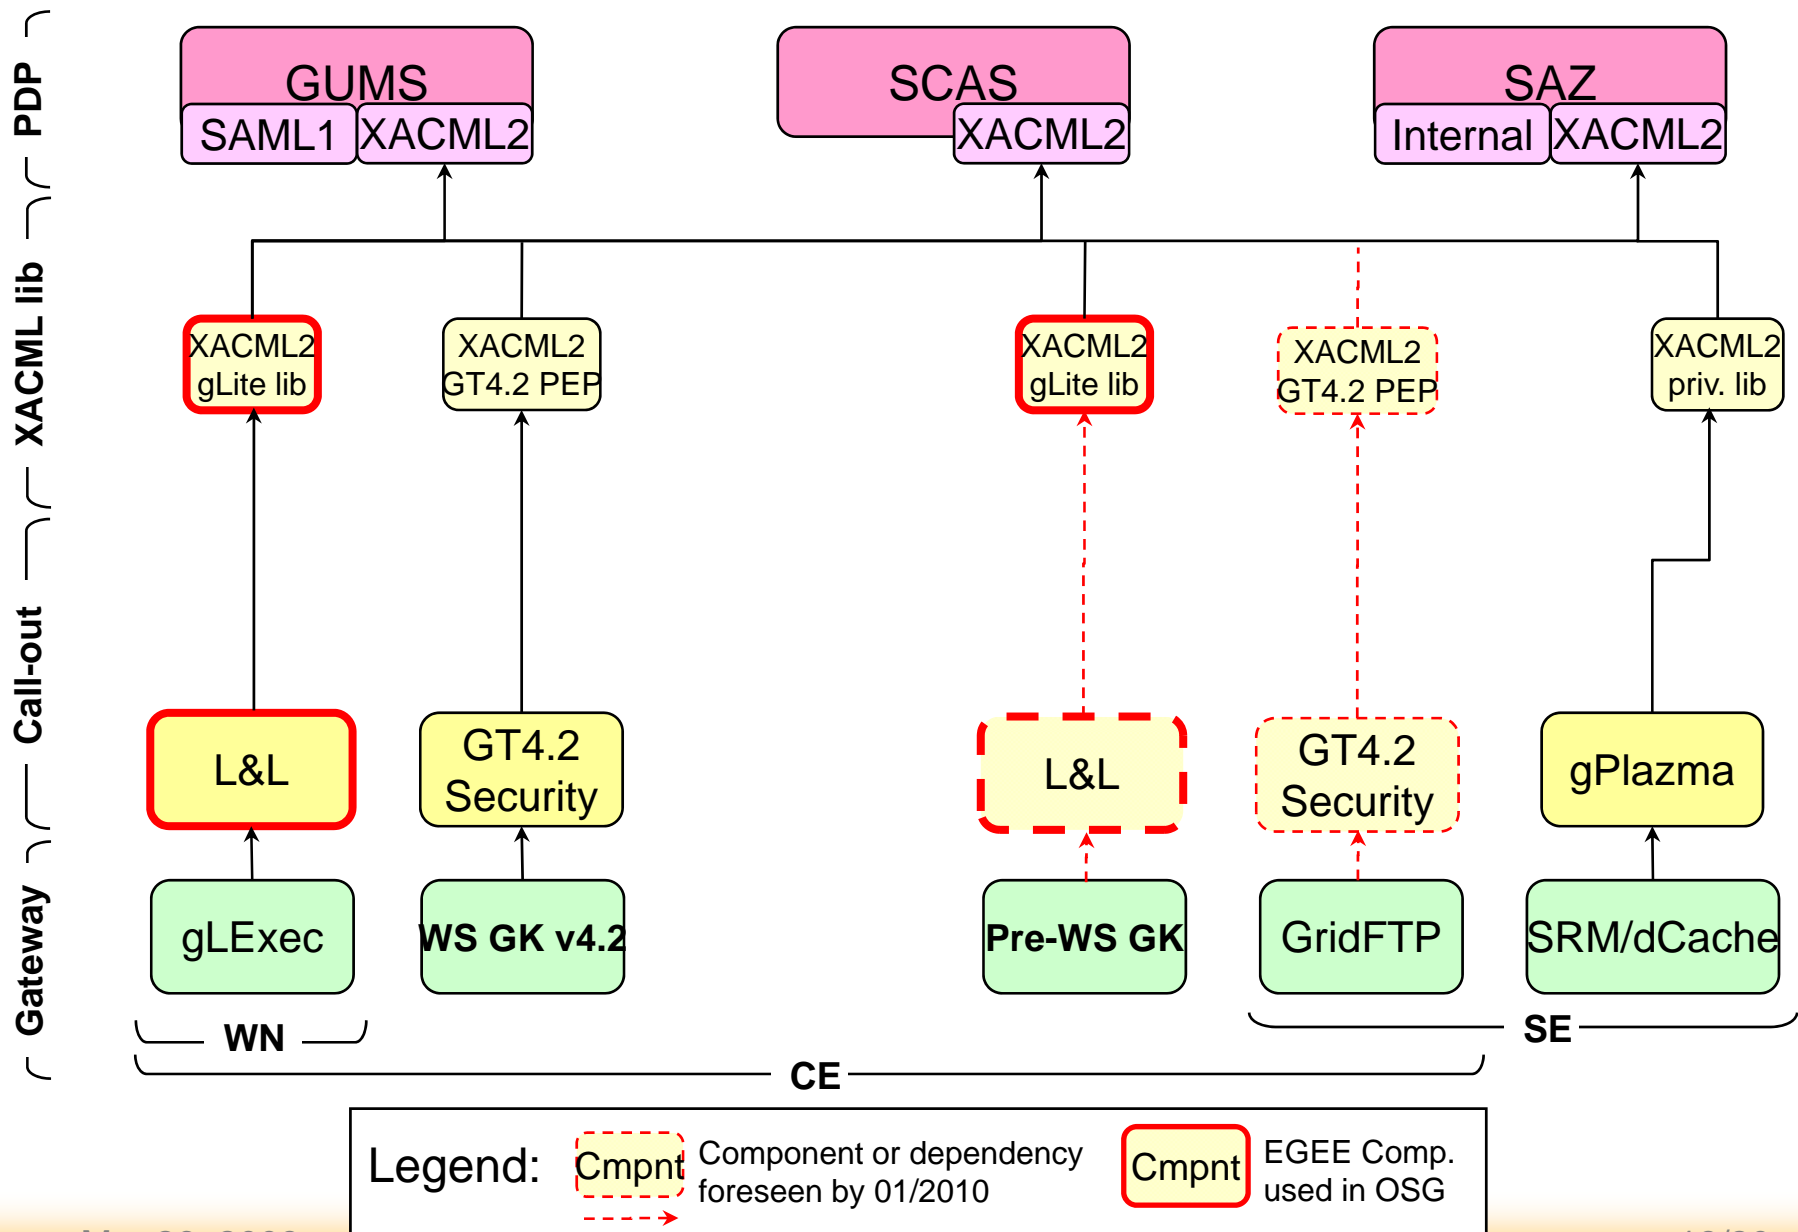 PDP
GUMS
SAML1
XACML2
SCAS
XACML2
SAZ
Internal
XACML2
XACML lib
XACML2
gLite lib
XACML2
GT4.2 PEP
XACML2
gLite lib
XACML2
GT4.2 PEP
XACML2
priv. lib
Call-out
L&L
GT4.2
Security
L&L
GT4.2
Security
gPlazma
Gateway
gLExec
WS GK v4.2
Pre-WS GK
GridFTP
SRM/dCache
WN
SE
CE
Legend:
Cmpnt
Component or dependency
foreseen by 01/2010
Cmpnt
EGEE Comp.
used in OSG